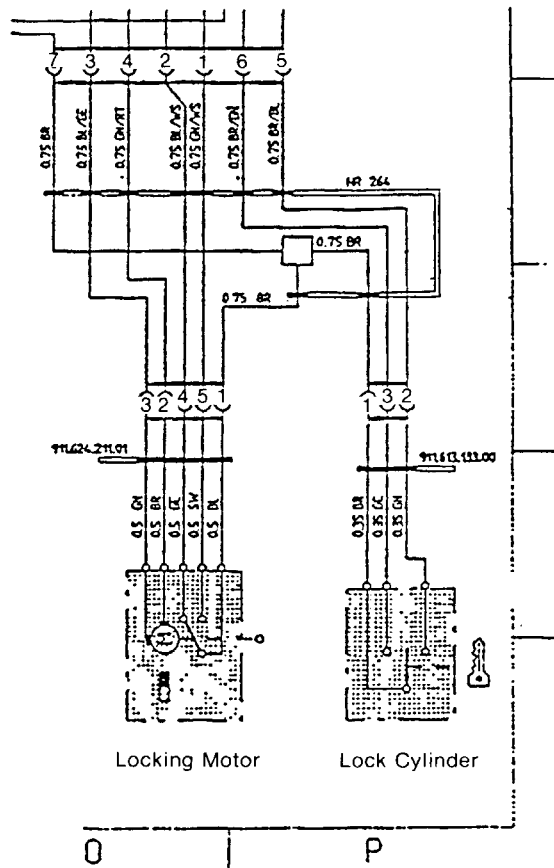 7 3 4 2 1 6 5
0.75 BR
0.75 BL/GE
0.75 GN/RT
0.75 BL/WS
0.75 GN/WS
0.75 BR/GN
0.75 BR/BL
HR 264
0.75 BR
0.75 BR
3 2 4 5 1
1 3 2
911.624.211.01
0.5 GN
0.5 BR
0.5 GE
0.5 SW
0.5 BL
0.35 BR
0.35 GE
0.35 GN
M
Locking Motor
Lock Cylinder
O
P